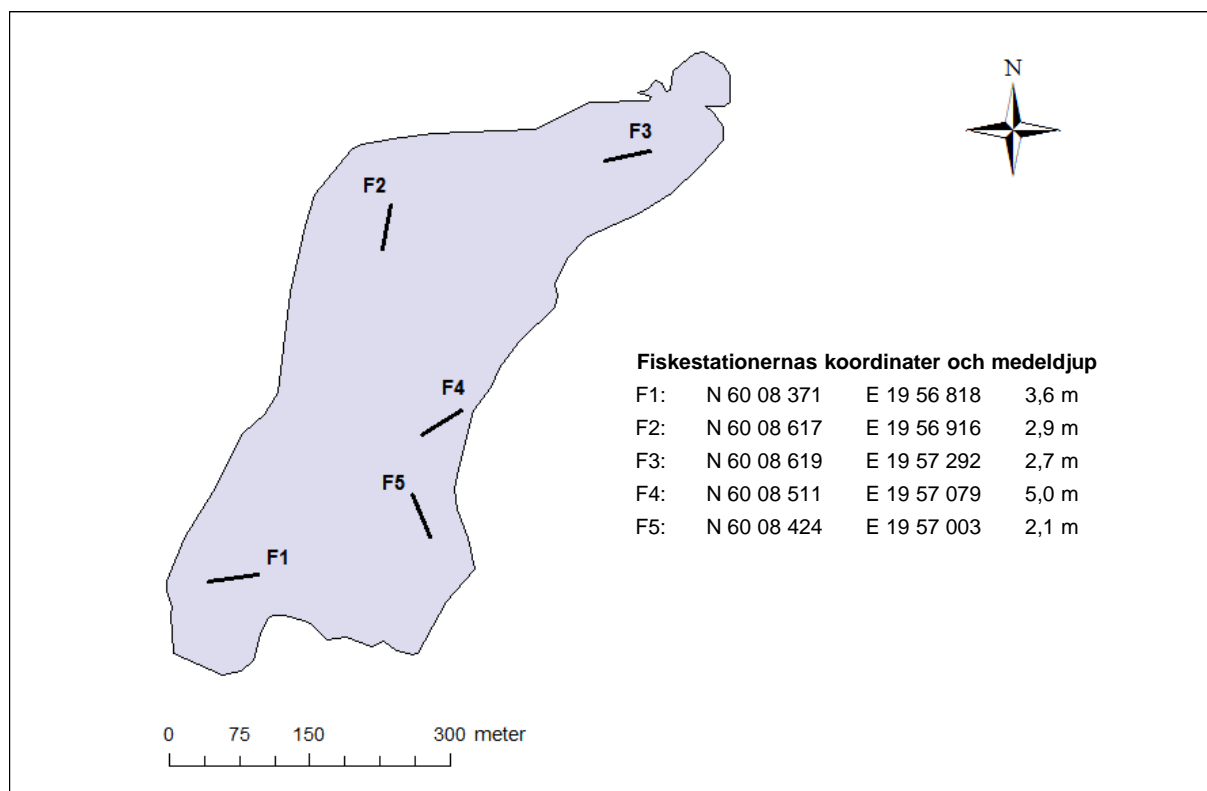 N
F3
F2
Fiskestationernas koordinater och medeldjup
F1: N 60 08 371 E 19 56 818 3,6 m
F4
F2: N 60 08 617 E 19 56 916 2,9 m
F3: N 60 08 619 E 19 57 292 2,7 m
F5
F4: N 60 08 511 E 19 57 079 5,0 m
F5: N 60 08 424 E 19 57 003 2,1 m
F1
0 75 150 300 meter